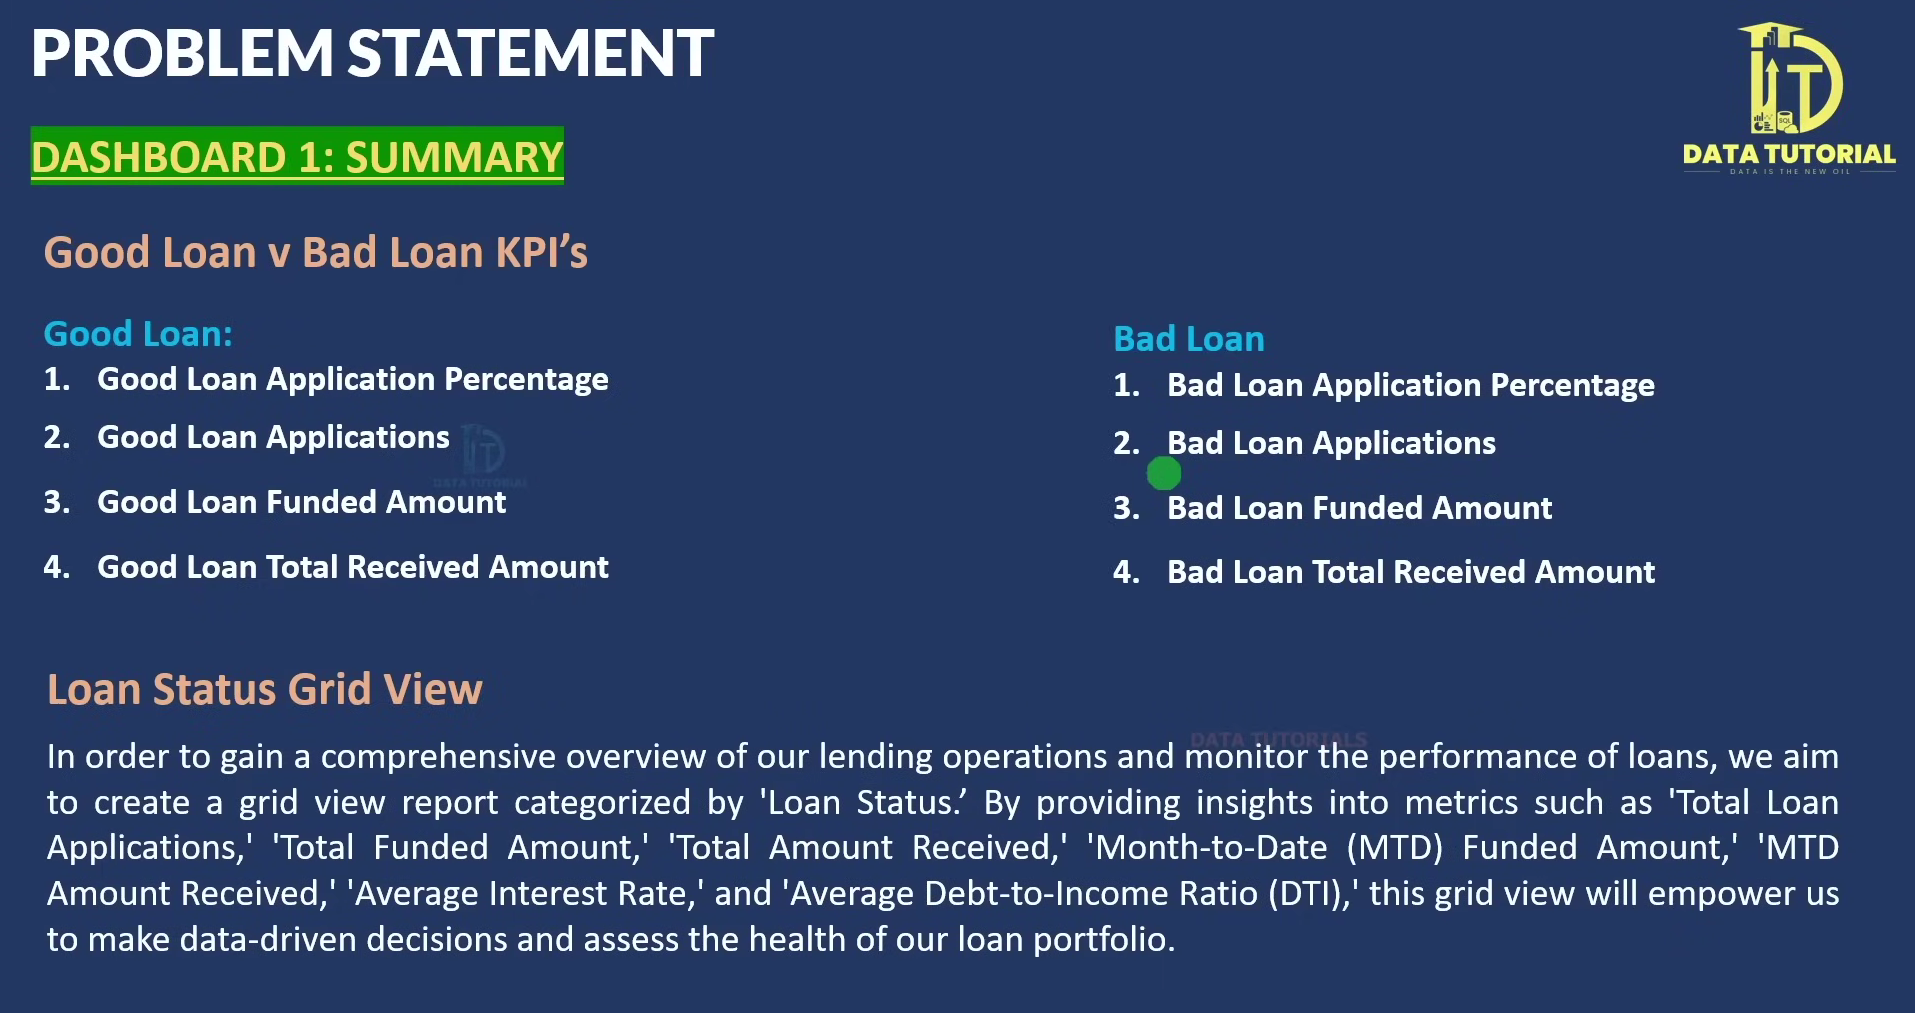 PROBLEM STATEMENT
DATA TUTORIAL
DATA IS THE NEW OIL
SQL
DASHBOARD 1: SUMMARY
Good Loan v Bad Loan KPI’s
Good Loan:
1. Good Loan Application Percentage
2. Good Loan Applications
DATA TUTORIAL
3. Good Loan Funded Amount
4. Good Loan Total Received Amount
Bad Loan
1. Bad Loan Application Percentage
2. Bad Loan Applications
3. Bad Loan Funded Amount
4. Bad Loan Total Received Amount
Loan Status Grid View
DATA TUTORIALS
In order to gain a comprehensive overview of our lending operations and monitor the performance of loans, we aim
to create a grid view report categorized by 'Loan Status.’ By providing insights into metrics such as 'Total Loan
Applications,' 'Total Funded Amount,' 'Total Amount Received,' 'Month-to-Date (MTD) Funded Amount,' 'MTD
Amount Received,' 'Average Interest Rate,' and 'Average Debt-to-Income Ratio (DTI),' this grid view will empower us
to make data-driven decisions and assess the health of our loan portfolio.